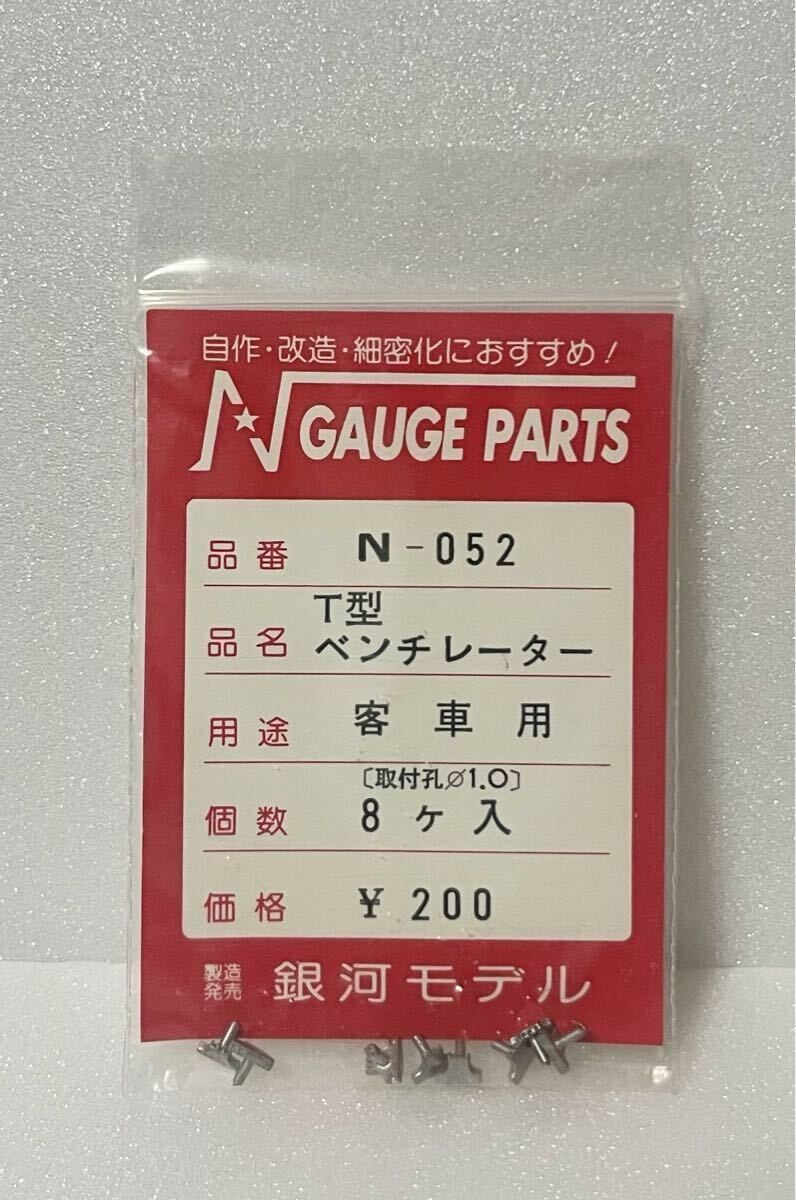 自作・改造・細密化におすすめ!
N GAUGE PARTS
品番 N-052
品名 T型
ベンチレーター
用途 客車用
〔取付孔∅1.0〕
個数 8ヶ入
価格 ¥200
製造
発売 銀河モデル